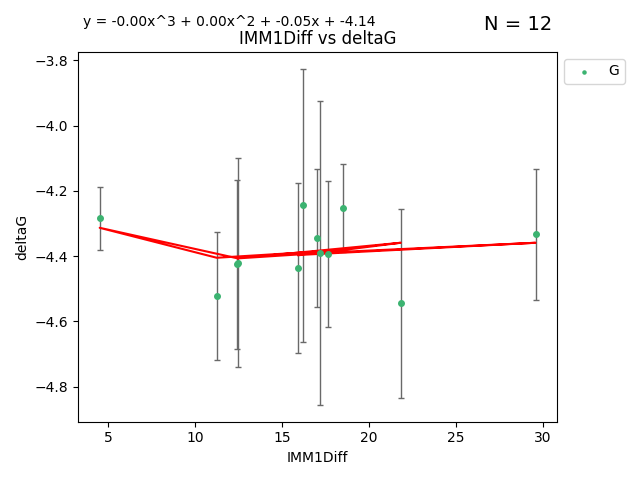 y = -0.00x^3 + 0.00x^2 + -0.05x + -4.14
N = 12
IMM1Diff vs deltaG
G
−3.8
−4.0
−4.2
−4.4
−4.6
−4.8
deltaG
5 10 15 20 25 30
IMM1Diff